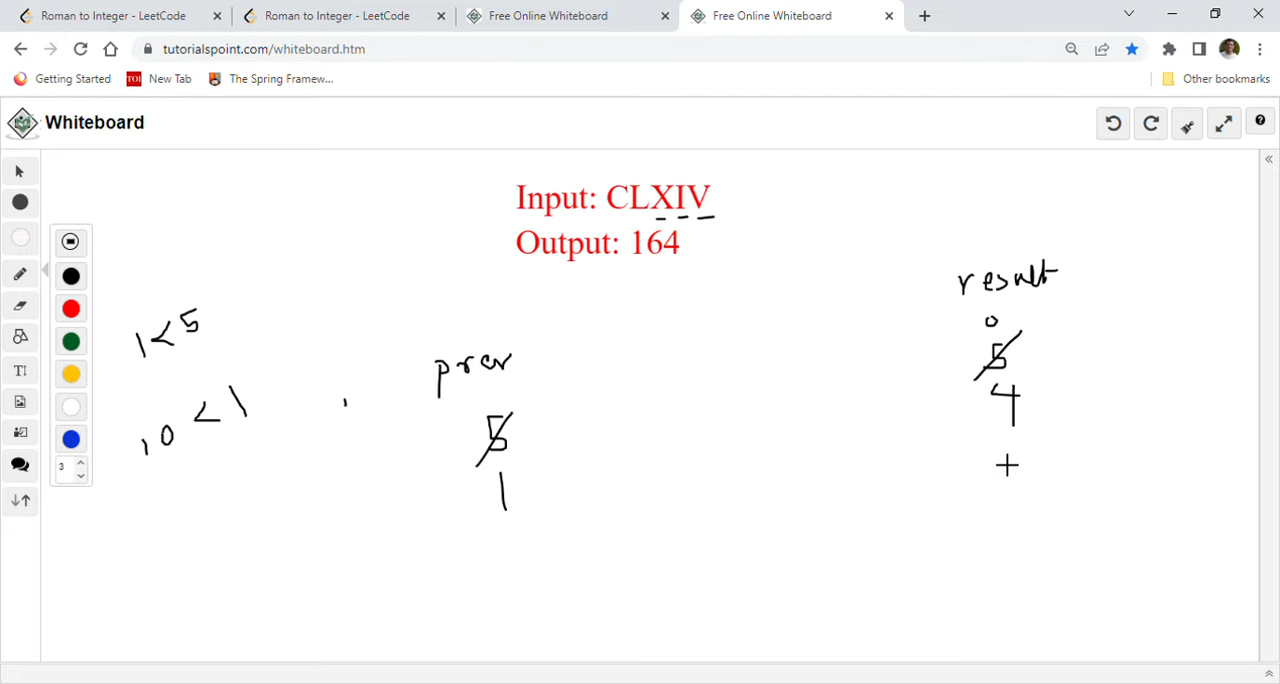 Roman to Integer - LeetCode
Roman to Integer - LeetCode
Free Online Whiteboard
Free Online Whiteboard
tutorialspoint.com/whiteboard.htm
Getting Started
TOI
New Tab
The Spring Framew...
Other bookmarks
Whiteboard
Input: CLXIV
Output: 164
result
0
5
4
+
1 < 5
prev
10 < 1
5
1
3